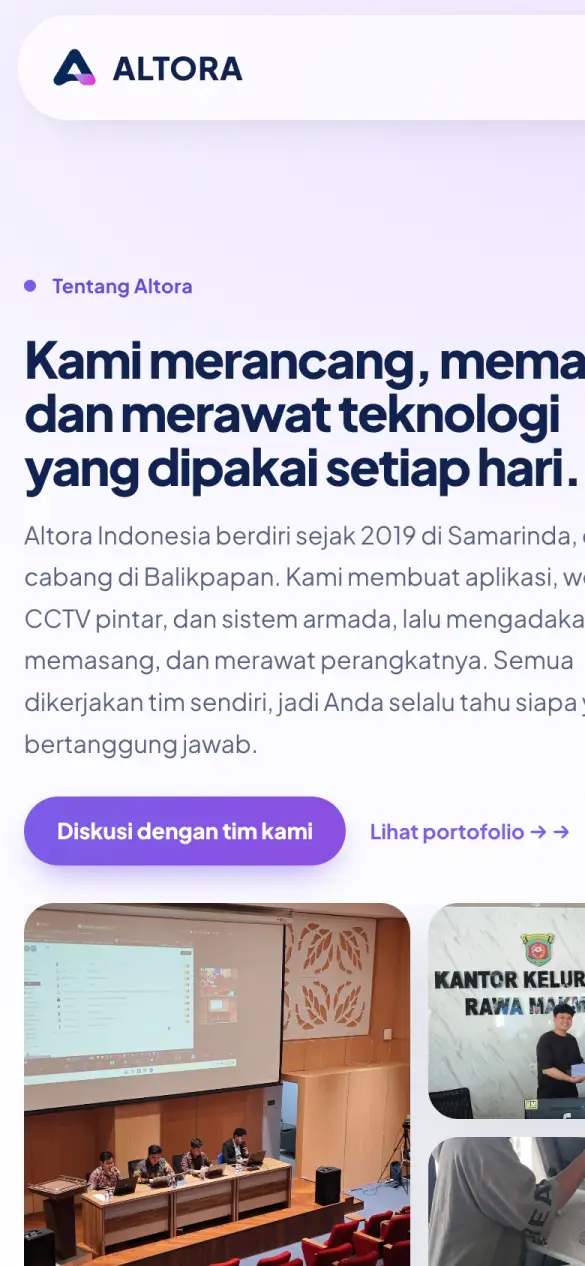 ALTORA
Tentang Altora
Kami merancang, mema
dan merawat teknologi
yang dipakai setiap hari.
Altora Indonesia berdiri sejak 2019 di Samarinda,
cabang di Balikpapan. Kami membuat aplikasi, we
CCTV pintar, dan sistem armada, lalu mengadaka
memasang, dan merawat perangkatnya. Semua
dikerjakan tim sendiri, jadi Anda selalu tahu siapa y
bertanggung jawab.
Diskusi dengan tim kami
Lihat portofolio → →
KANTOR KELUR
RAWA MAKM